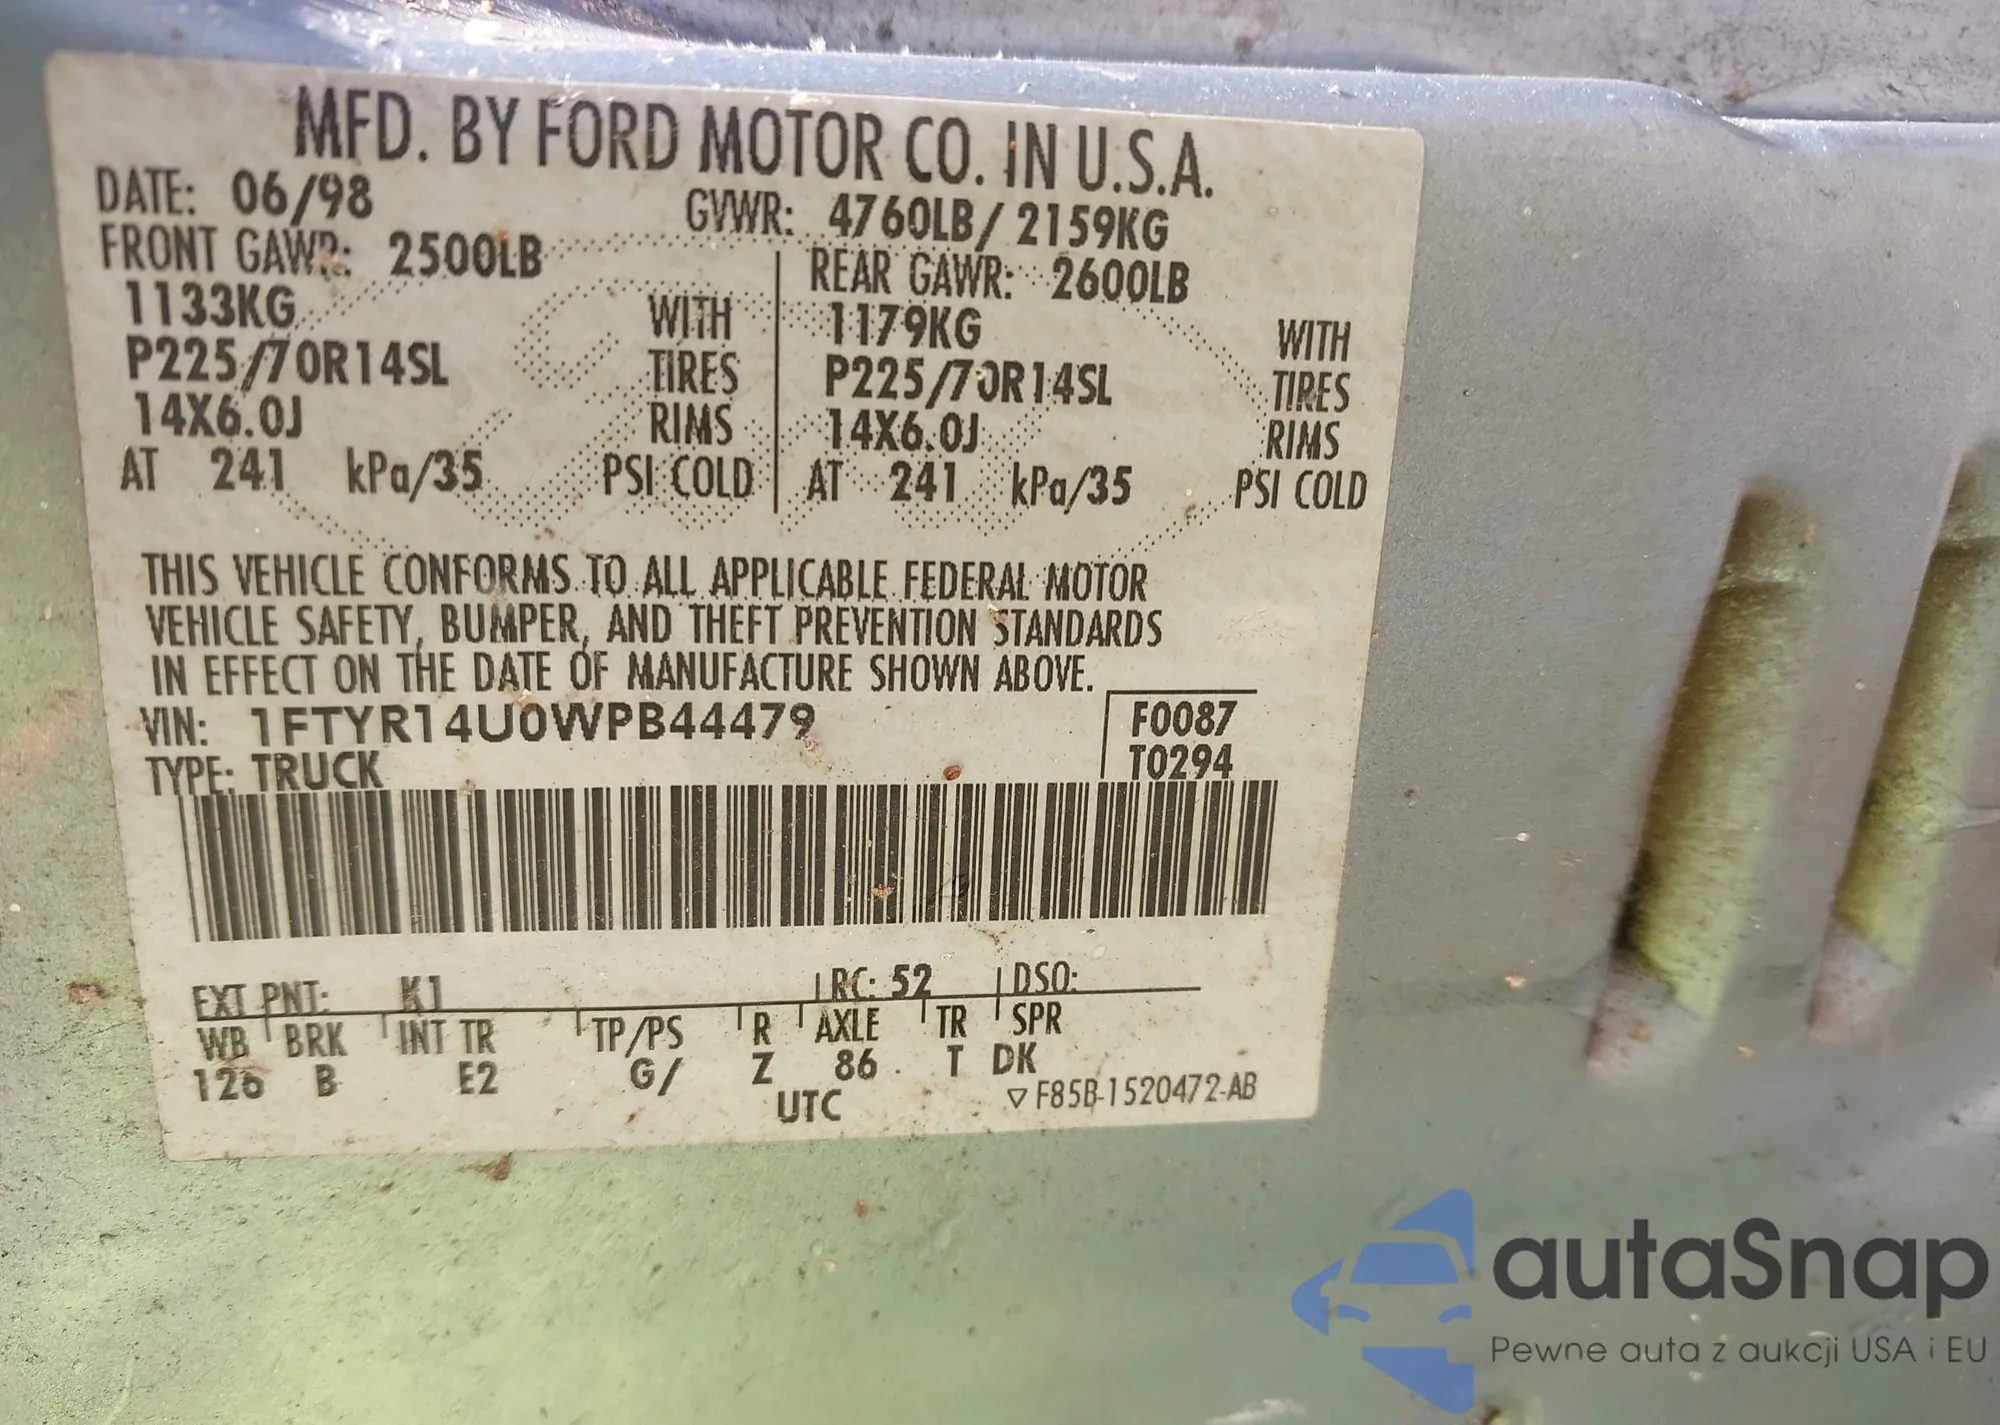 MFD. BY FORD MOTOR CO. IN U.S.A.
DATE: 06/98 GVWR: 4760LB/ 2159KG
FRONT GAWR: 2500LB REAR GAWR: 2600LB
1133KG WITH 1179KG WITH
P225/70R14SL TIRES P225/70R14SL TIRES
14X6.0J RIMS 14X6.0J RIMS
AT 241 kPa/35 PSI COLD AT 241 kPa/35 PSI COLD
THIS VEHICLE CONFORMS TO ALL APPLICABLE FEDERAL MOTOR
VEHICLE SAFETY, BUMPER, AND THEFT PREVENTION STANDARDS
IN EFFECT ON THE DATE OF MANUFACTURE SHOWN ABOVE.
VIN: 1FTYR14U0WPB44479 F0087
TYPE: TRUCK T0294
EXT PNT: K1 RC: 52 DSO:
WB BRK INT TR TP/PS R AXLE TR SPR
126 B E2 G/ Z 86 T DK
UTC ▽ F85B-1520472-AB
autaSnap
Pewne auta z aukcji USA i EU